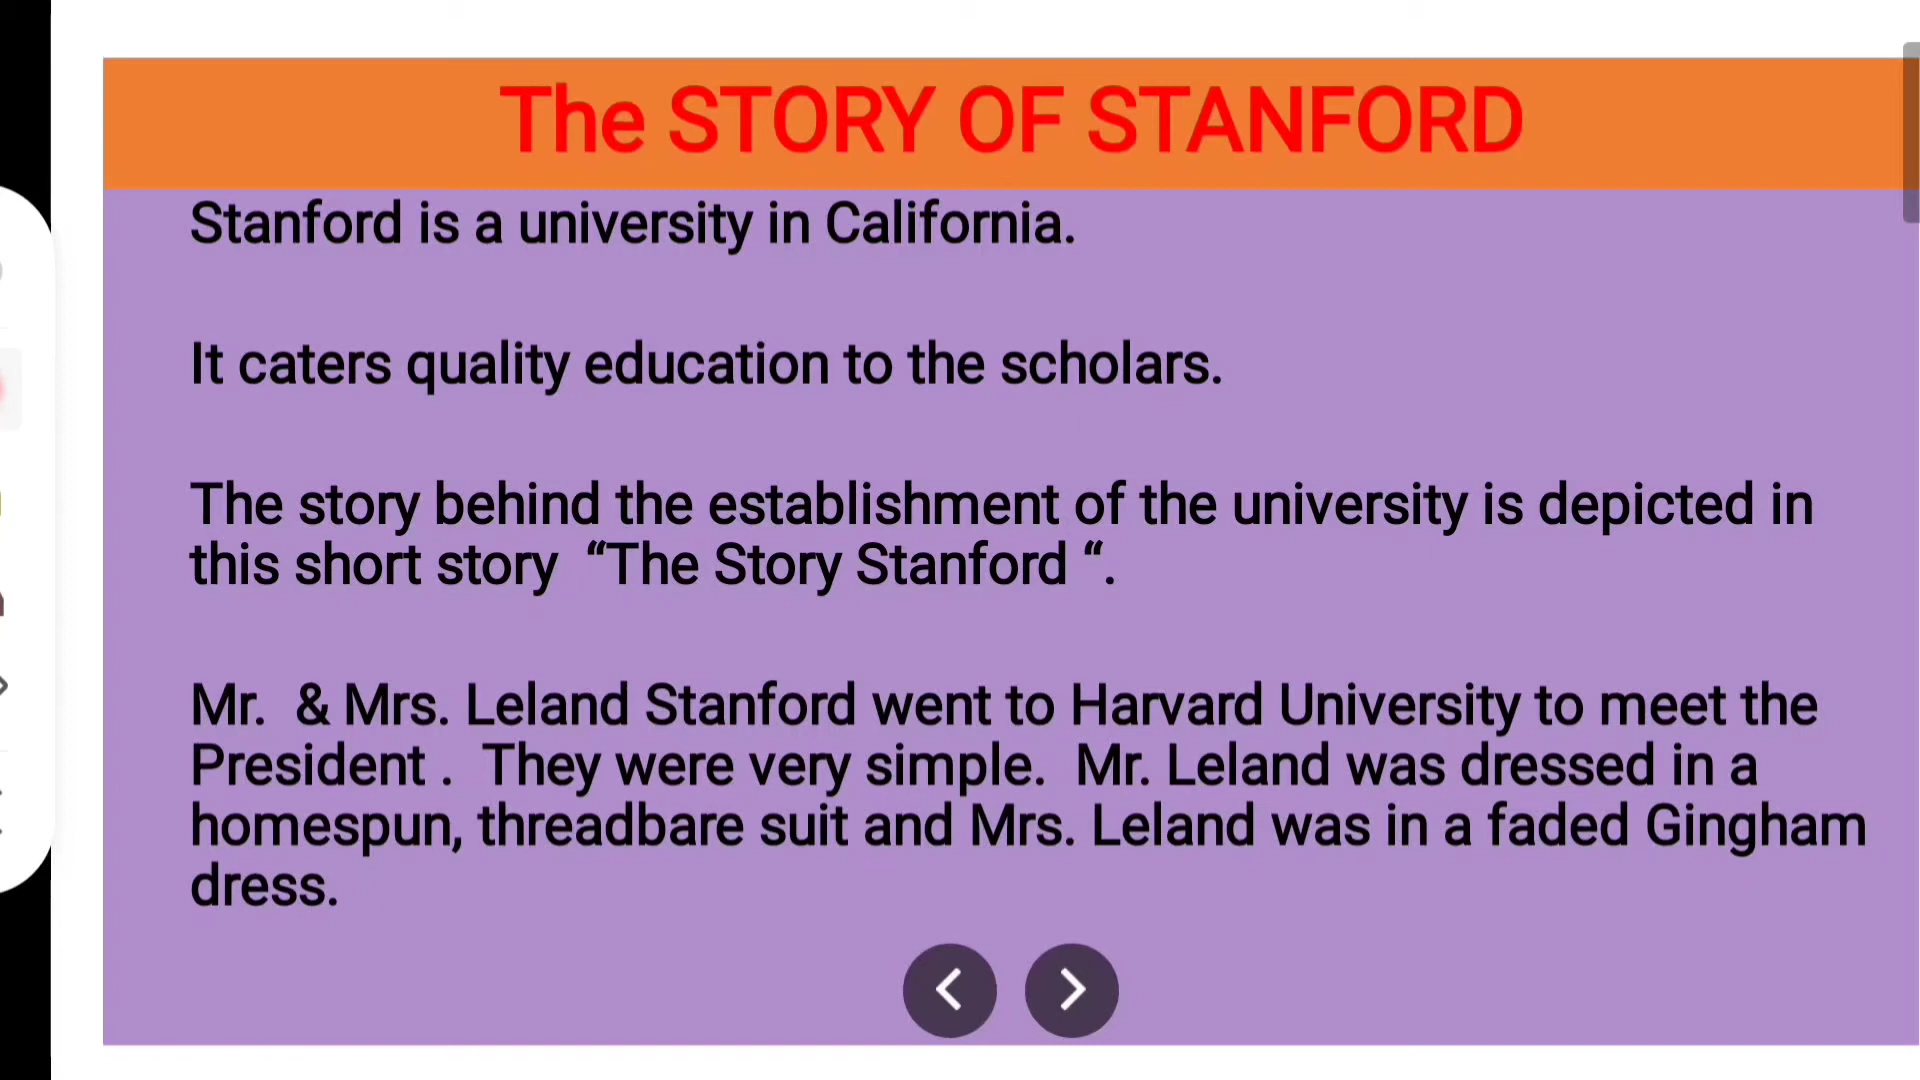 The STORY OF STANFORD
Stanford is a university in California.
It caters quality education to the scholars.
The story behind the establishment of the university is depicted in
this short story  “The Story Stanford “.
Mr.  & Mrs. Leland Stanford went to Harvard University to meet the
President .  They were very simple.  Mr. Leland was dressed in a
homespun, threadbare suit and Mrs. Leland was in a faded Gingham
dress.